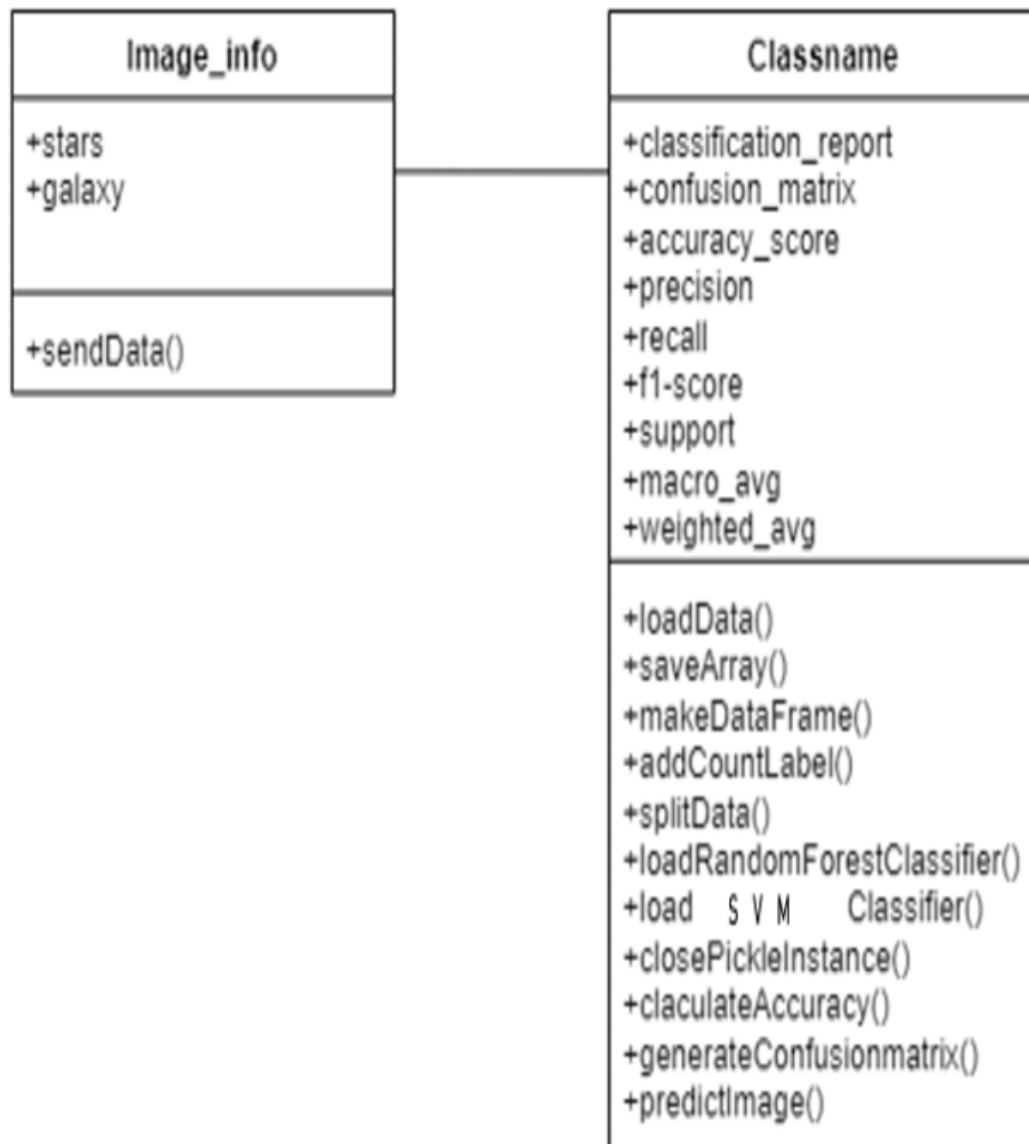 Image_info
+stars
+galaxy
+sendData()
Classname
+classification_report
+confusion_matrix
+accuracy_score
+precision
+recall
+f1-score
+support
+macro_avg
+weighted_avg
+loadData()
+saveArray()
+makeDataFrame()
+addCountLabel()
+splitData()
+loadRandomForestClassifier()
+load S V M Classifier()
+closePickleInstance()
+claculateAccuracy()
+generateConfusionmatrix()
+predictImage()